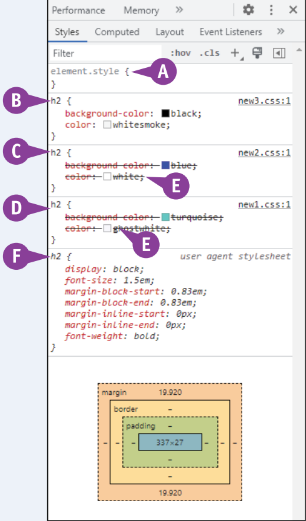 Performance Memory »
Styles Computed Layout Event Listeners »
Filter :hov .cls +
element.style { A
}
B h2 { new3.css:1
background-color: black;
color: whitesmoke;
}
C h2 { new2.css:1
background-color: blue;
color: white; E
}
D h2 { new1.css:1
background-color: turquoise;
color: ghostwhite; E
}
F h2 { user agent stylesheet
display: block;
font-size: 1.5em;
margin-block-start: 0.83em;
margin-block-end: 0.83em;
margin-inline-start: 0px;
margin-inline-end: 0px;
font-weight: bold;
}
margin 19.920
border –
padding –
– – – 337×27 – – –
–
–
19.920